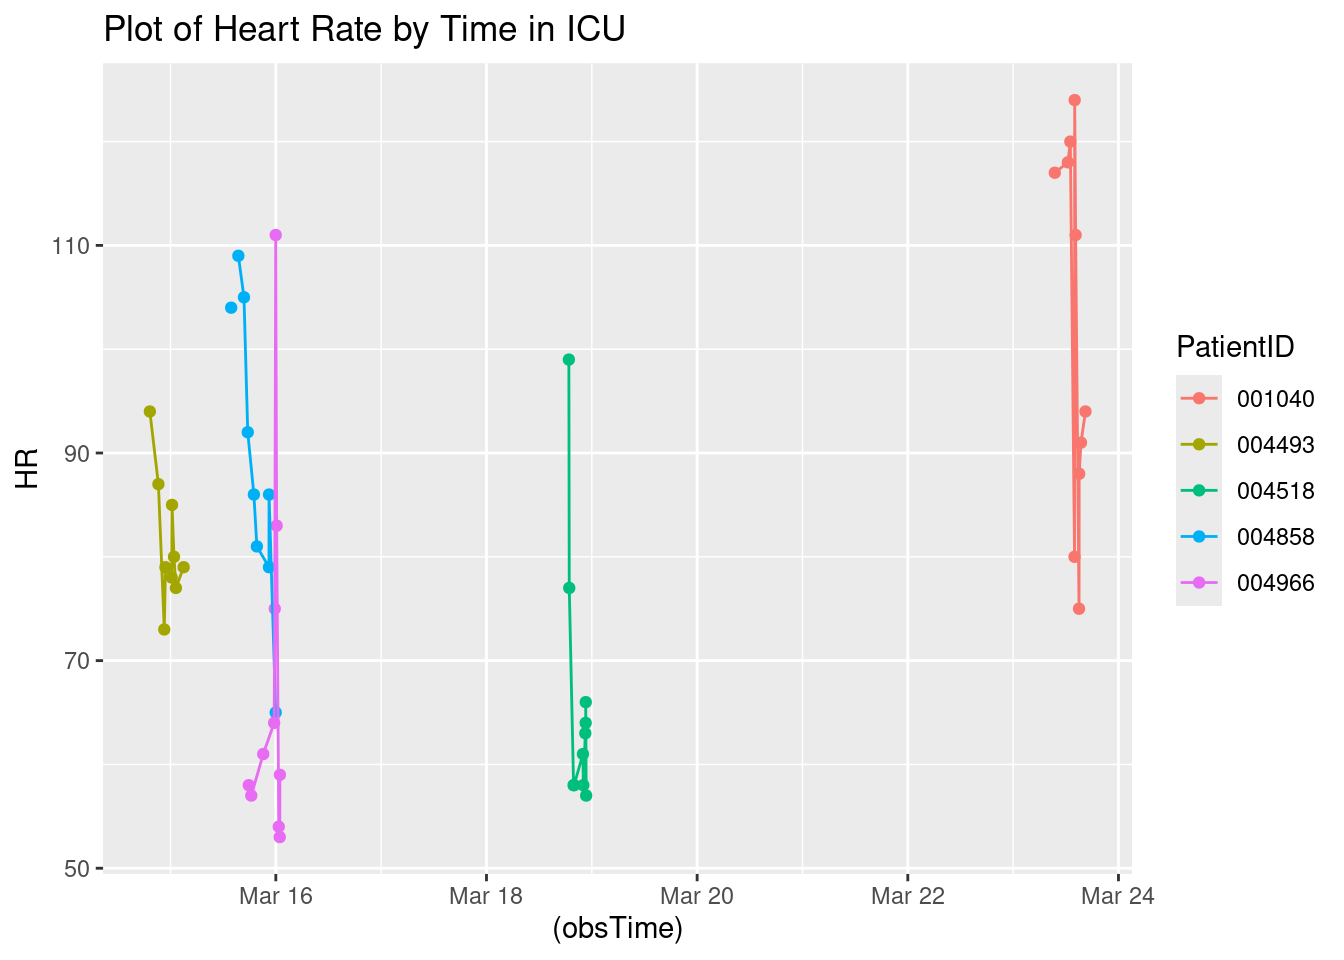 Plot of Heart Rate by Time in ICU
110
90
70
50
HR
Mar 16
Mar 18
Mar 20
Mar 22
Mar 24
(obsTime)
PatientID
001040
004493
004518
004858
004966